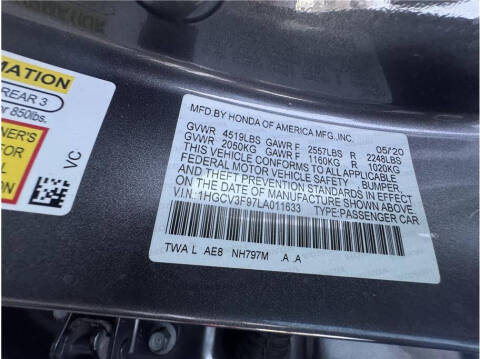 MATION
REAR 3
or 850lbs.
NER'S
FOR
AL
ION
VC
MFD.BY HONDA OF AMERICA MFG.,INC.
GVWR 4519LBS GAWR F 2557LBS R 2248LBS 05/20
GVWR 2050KG GAWR F 1160KG R 1020KG
THIS VEHICLE CONFORMS TO ALL APPLICABLE
FEDERAL MOTOR VEHICLE SAFETY , BUMPER,
AND THEFT PREVENTION STANDARDS IN EFFECT
ON THE DATE OF MANUFACTURE SHOWN ABOVE.
V.I.N. 1HGCV3F97LA011633 TYPE:PASSENGER CAR
TWA L AE8 NH797M .A .A